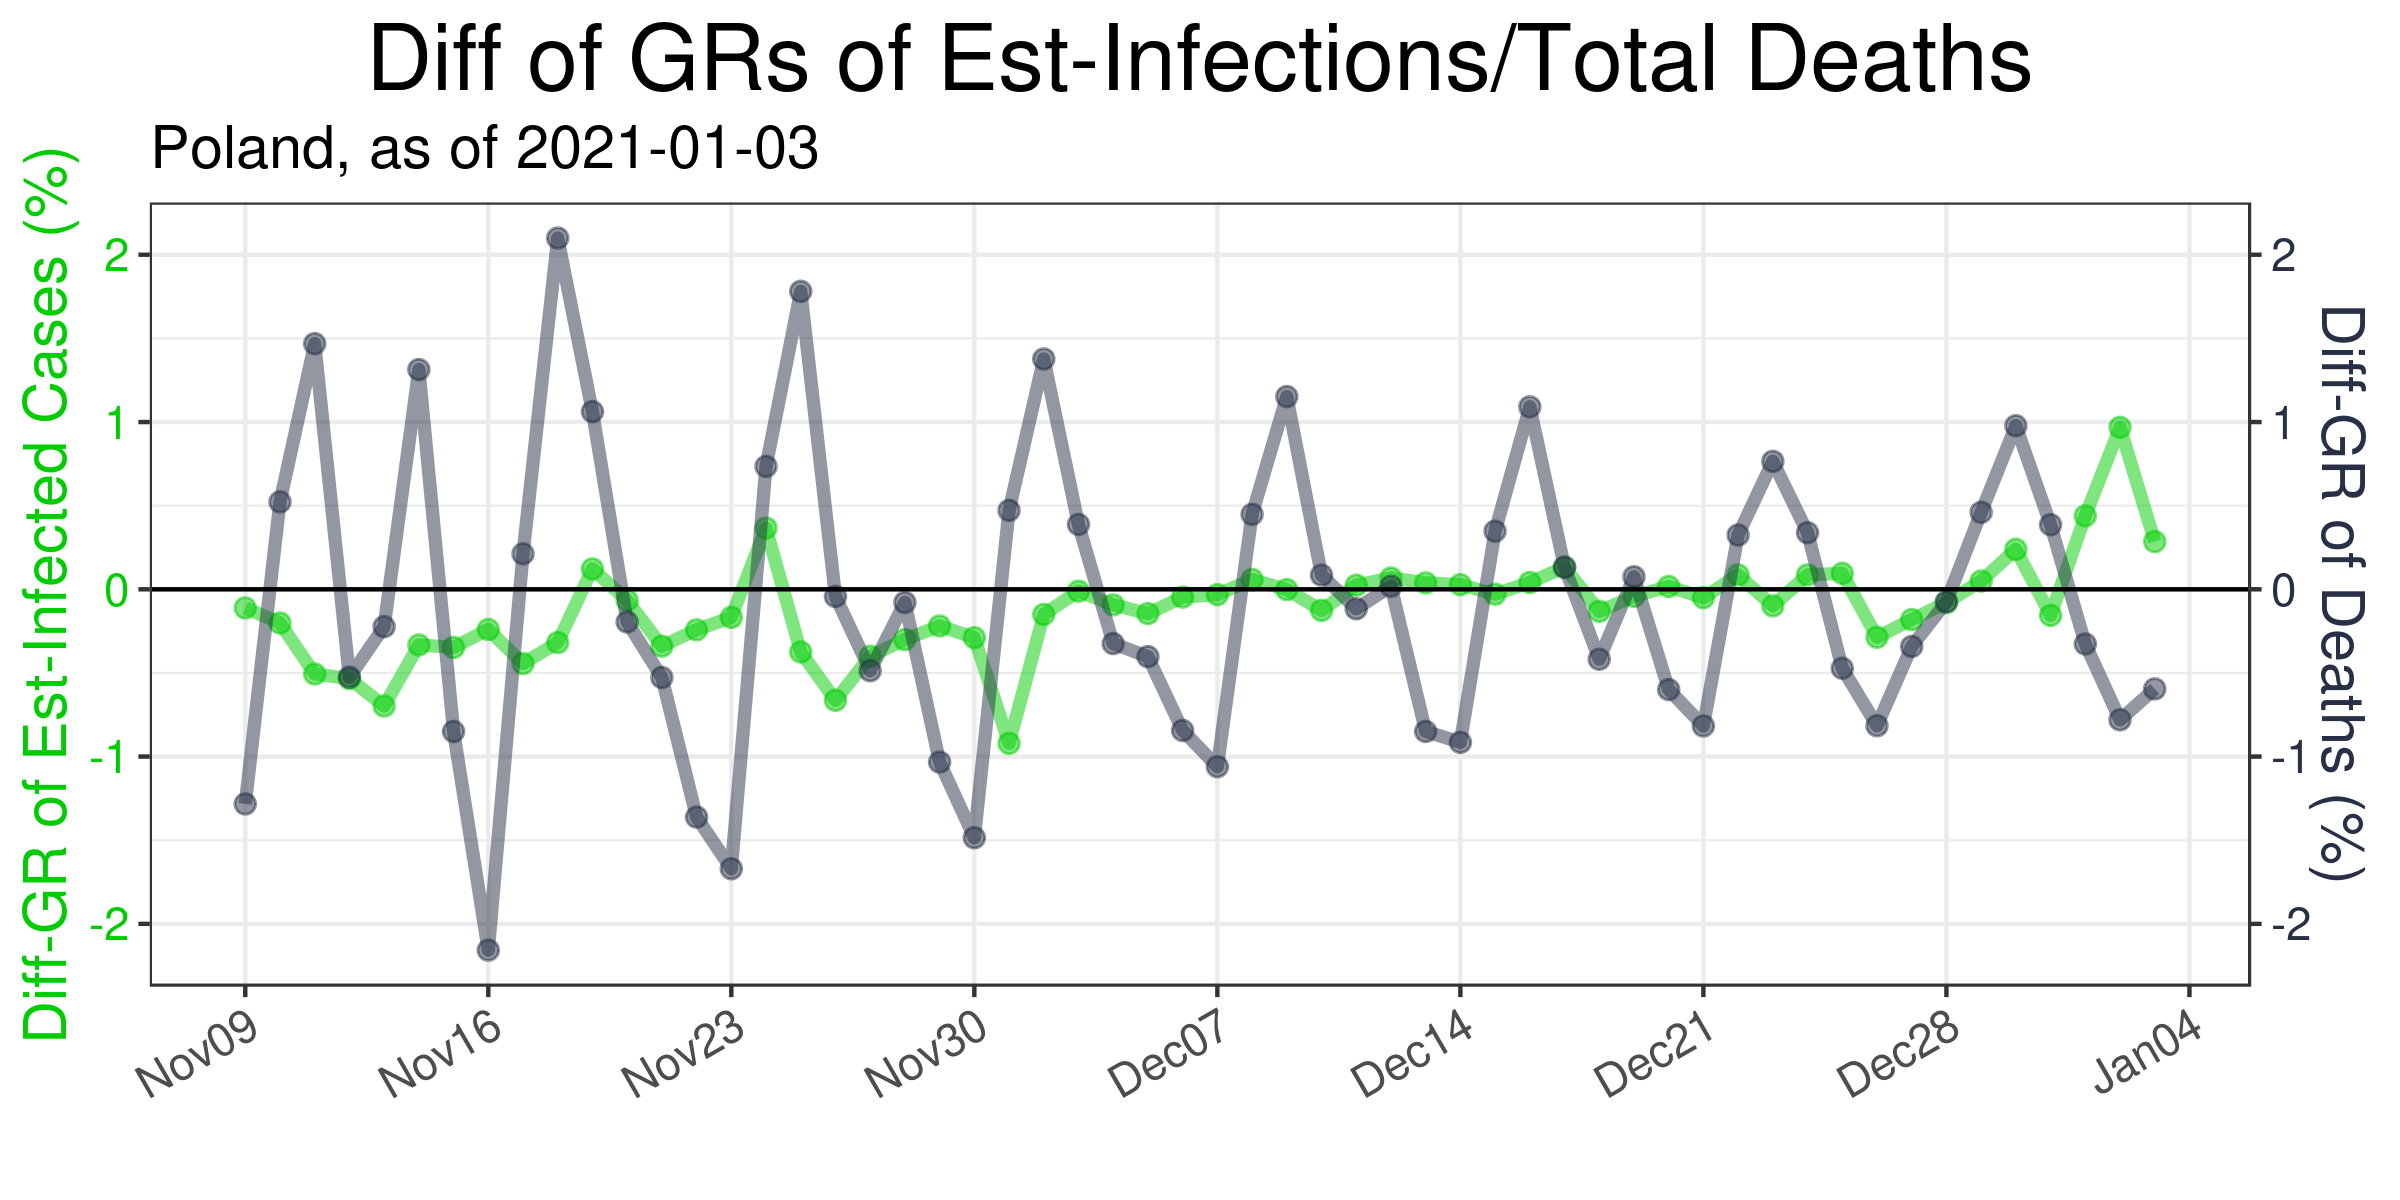 Diff of GRs of Est-Infections/Total Deaths
Poland, as of 2021-01-03
Diff-GR of Est-Infected Cases (%)
2
1
0
-1
-2
2
1
0
-1
-2
Diff-GR of Deaths (%)
Nov09
Nov16
Nov23
Nov30
Dec07
Dec14
Dec21
Dec28
Jan04